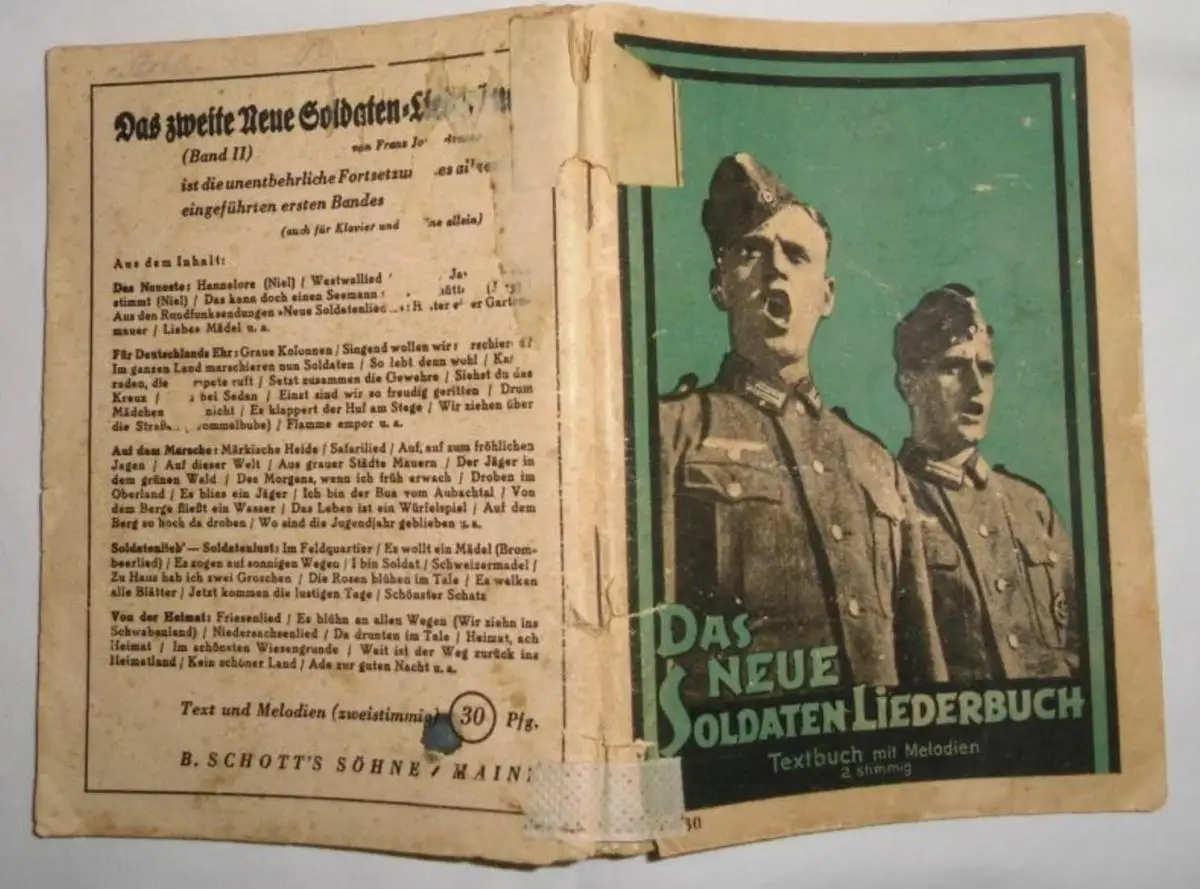 Das zweite Neue Soldaten-
(Band II)
von Franz
ist die unentbehrliche
eingeführten ersten Bandes
(auch für Klavier und allein)
Aus dem Inhalt:
Das Neueste: Hannelore (Niel) / Westwallied
stimmt (Niel) / Das kann doch einen Seemann
Aus den Rundfunksendungen »Neue
mauer / Liebes Mädel u. a.
Für Deutschlands Ehr: Graue Kolonnen / Singend wollen wir
Im ganzen Land marschieren nun Soldaten / So lebt denn wohl /
raden, die ruft / Setzt zusammen die Gewehre / Siehst du das
Kreuz / bei Sedan / Einst sind wir so freudig geritten / Drum
Mädchen nicht / Es klappert der Huf am Stege / Wir ziehen über
die / Flamme empor u. a.
Auf dem Marsche: Märkische Heide / Safarilied / Auf, auf zum fröhlichen
Jagen / Auf dieser Welt / Aus grauer Städte Mauern / Der Jäger in
dem grünen Wald / Des Morgens, wenn ich früh erwach / Droben im
Oberland / Es blies ein Jäger / Ich bin der Bua vom Aubachtal / Von
dem Berge fließt ein Wasser / Das Leben ist ein Würfelspiel / Auf dem
Berg so hoch da droben / Wo sind die Jugendjahr geblieben u. a.
Soldatenlieb' — Soldatenlust: Im Feldquartier / Es wollt ein Mädel (Brom-
beerlied) / Es zogen auf sonnigen Wegen / I bin Soldat / Schweizermadel /
Zu Haus hab ich zwei Groschen / Die Rosen blühen im Tale / Es welken
alle Blätter / Jetzt kommen die lustigen Tage / Schönster Schatz
Von der Heimat: Friesenlied / Es blühn an allen Wegen (Wir ziehn ins
Schwabenland) / Niedersachsenlied / Da drunten im Tale / Heimat, ach
Heimat / Im schönsten Wiesengrunde / Weit ist der Weg zurück ins
Heimatland / Kein schöner Land / Ade zur guten Nacht u. a.
Text und Melodien (zweistimmig) 30 Pfg.
B. SCHOTT'S SÖHNE / MAINZ
DAS
NEUE
SOLDATEN-LIEDERBUCH
Textbuch mit Melodien
2 stimmig
30